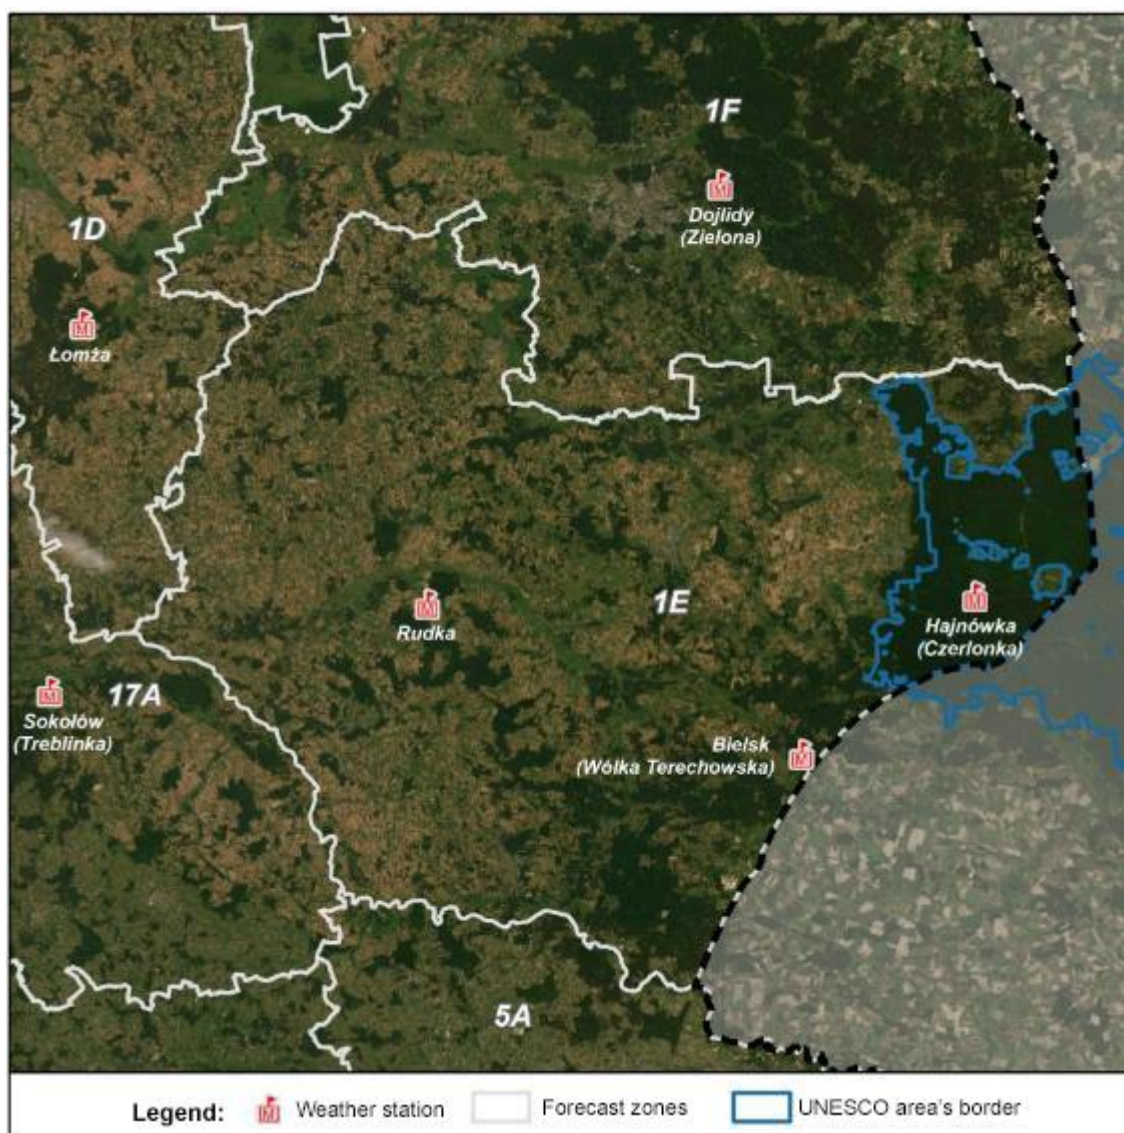 1F
Dojlidy
(Zielona)
1D
Łomża
1E
Rudka
Hajnówka
(Czerlonka)
17A
Sokołów
(Treblinka)
Bielsk
(Wólka Terechowska)
5A
Legend: Weather station Forecast zones UNESCO area's border